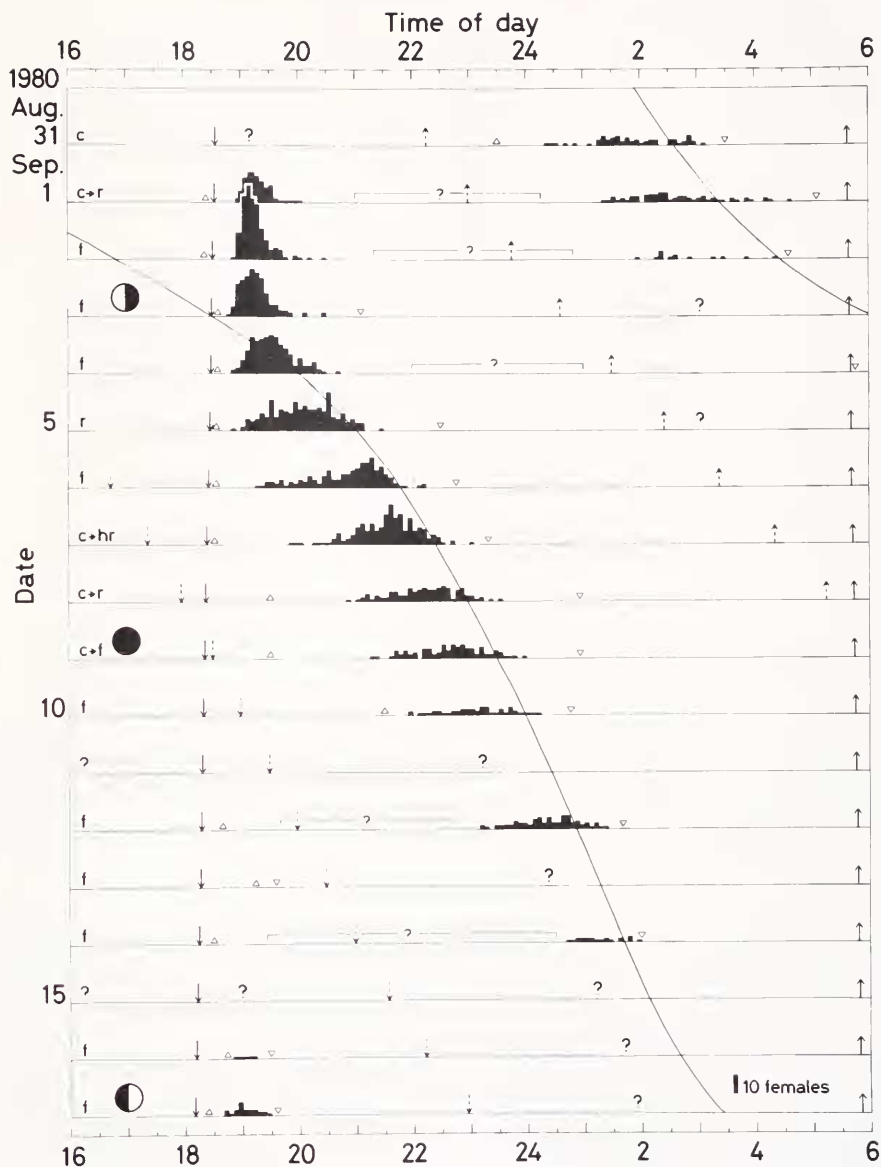 Time of day
16 18 20 22 24 2 4 6
1980
Aug.
31 c ?
Sep.
1 c→r ?
f ?
f ?
f ?
5 r ?
f
c→hr
c→r
Date
c→f
10 f
? ?
f ?
f ?
f ?
15 ? ? ?
f ?
f ?
10 females
16 18 20 22 24 2 4 6